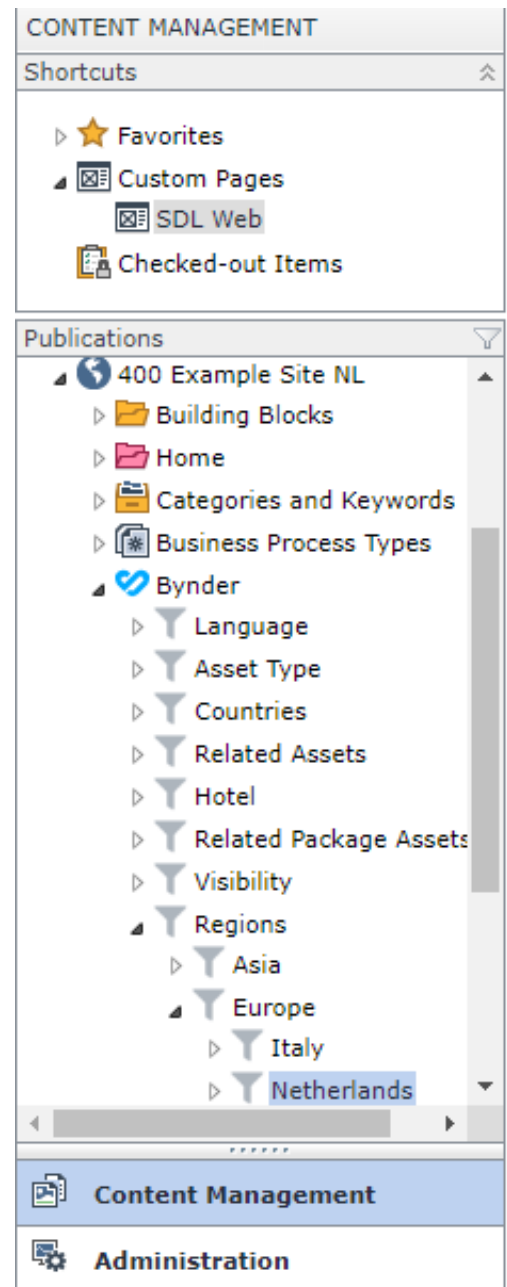 CONTENT MANAGEMENT
Shortcuts
Favorites
Custom Pages
SDL Web
Checked-out Items
Publications
400 Example Site NL
Building Blocks
Home
Categories and Keywords
Business Process Types
Bynder
Language
Asset Type
Countries
Related Assets
Hotel
Related Package Assets
Visibility
Regions
Asia
Europe
Italy
Netherlands
Content Management
Administration